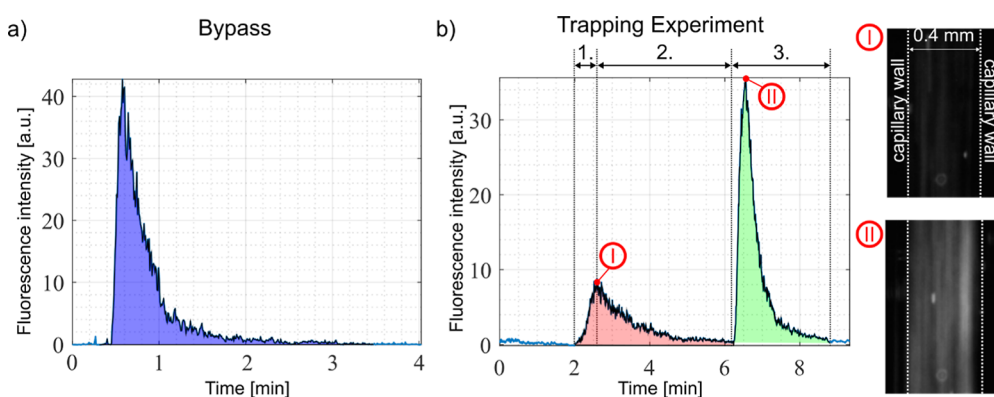 a)
Bypass
Fluorescence intensity [a.u.]
40
30
20
10
0
0 1 2 3 4
Time [min]
b)
Trapping Experiment
1. 2. 3.
Fluorescence intensity [a.u.]
30
20
10
0
0 2 4 6 8
Time [min]
I
II
I
0.4 mm
capillary wall
capillary wall
II